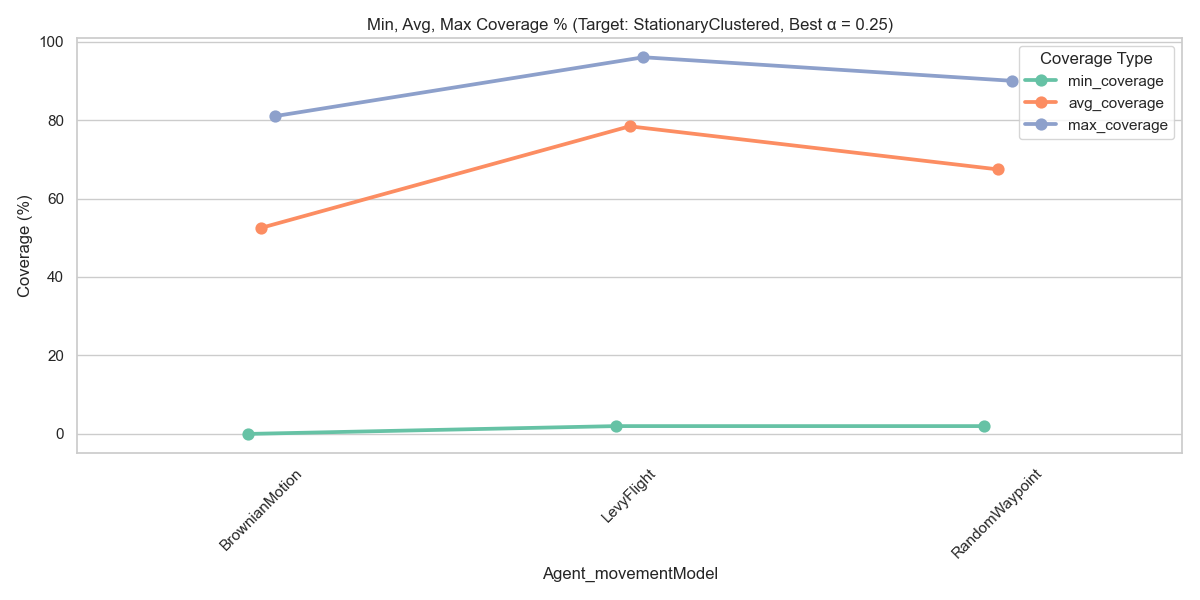 Min, Avg, Max Coverage % (Target: StationaryClustered, Best α = 0.25)
Coverage Type
min_coverage
avg_coverage
max_coverage
Coverage (%)
100
80
60
40
20
0
BrownianMotion
LevyFlight
RandomWaypoint
Agent_movementModel